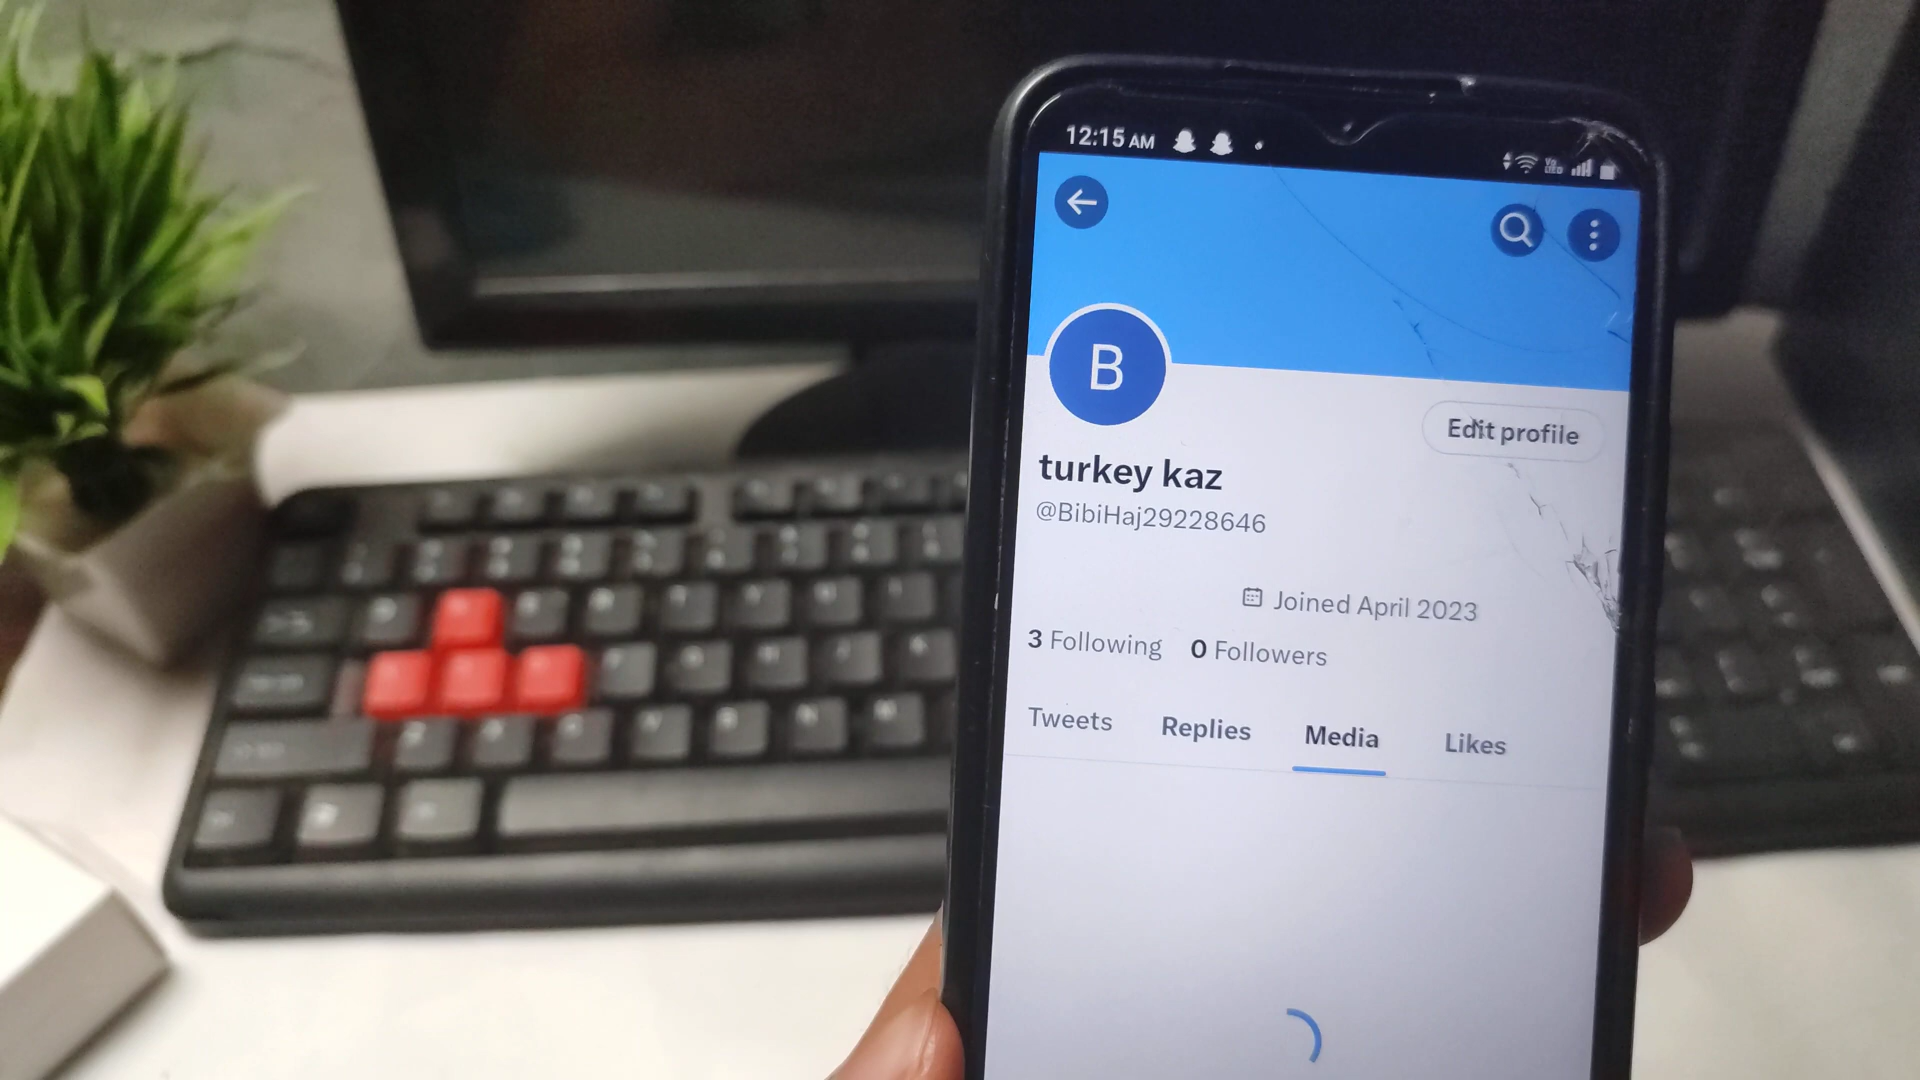 12:15 AM
B
Edit profile
turkey kaz
@BibiHaj29228646
Joined April 2023
3 Following 0 Followers
Tweets Replies Media Likes